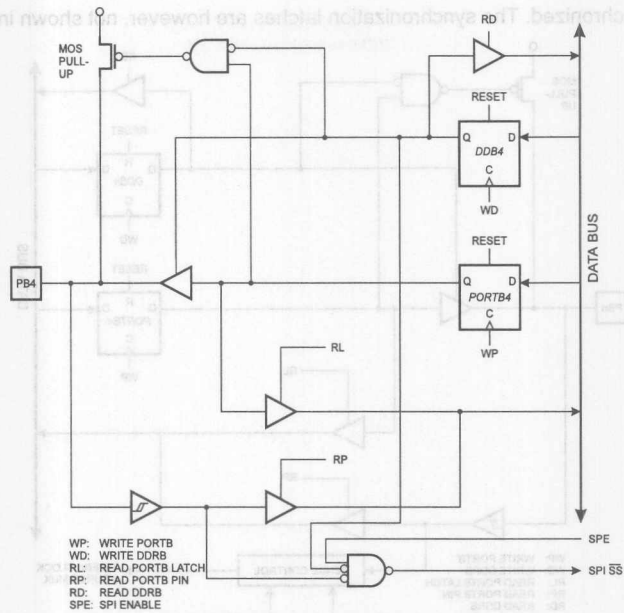 chronized. The synchronization latches are however, not shown in
RD
MOS
PULL-
UP
RESET
Q D
DDB4
C
WD
RESET
Q D
PORTB4
C
WP
DATA BUS
PB4
RL
RP
WP: WRITE PORTB
WD: WRITE DDRB
RL: READ PORTB LATCH
RP: READ PORTB PIN
RD: READ DDRB
SPE: SPI ENABLE
SPE
SPI SS